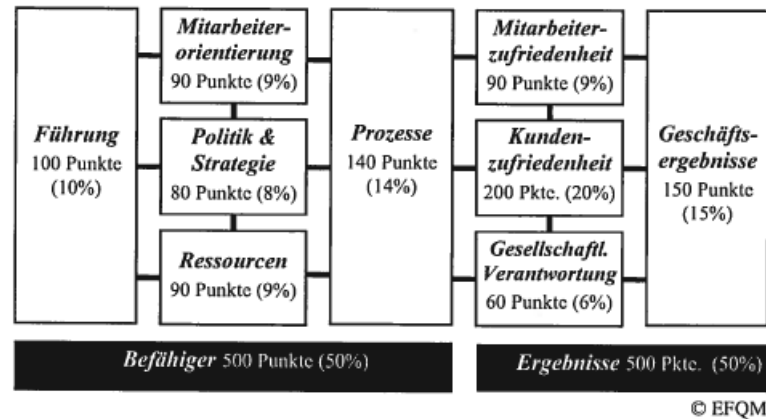 Führung
100 Punkte
(10%)
Mitarbeiter-
orientierung
90 Punkte (9%)
Politik &
Strategie
80 Punkte (8%)
Ressourcen
90 Punkte (9%)
Prozesse
140 Punkte
(14%)
Mitarbeiter-
zufriedenheit
90 Punkte (9%)
Kunden-
zufriedenheit
200 Pkte. (20%)
Gesellschaftl.
Verantwortung
60 Punkte (6%)
Geschäfts-
ergebnisse
150 Punkte
(15%)
Befähiger 500 Punkte (50%)
Ergebnisse 500 Pkte. (50%)
© EFQM